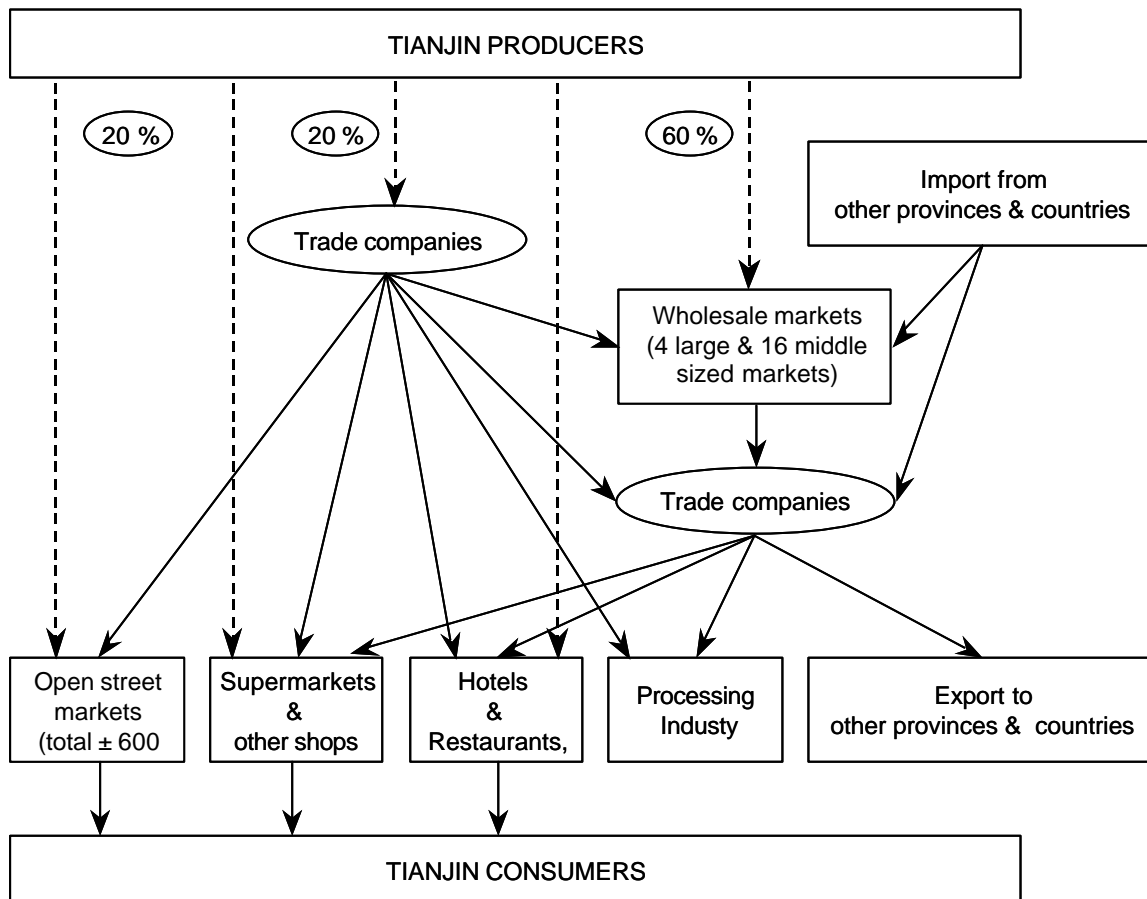 TIANJIN PRODUCERS
20 %
20 %
60 %
Import from
other provinces & countries
Trade companies
Wholesale markets
(4 large & 16 middle
sized markets)
Trade companies
Open street
markets
(total ± 600
Supermarkets
&
other shops
Hotels
&
Restaurants,
Processing
Industy
Export to
other provinces & countries
TIANJIN CONSUMERS